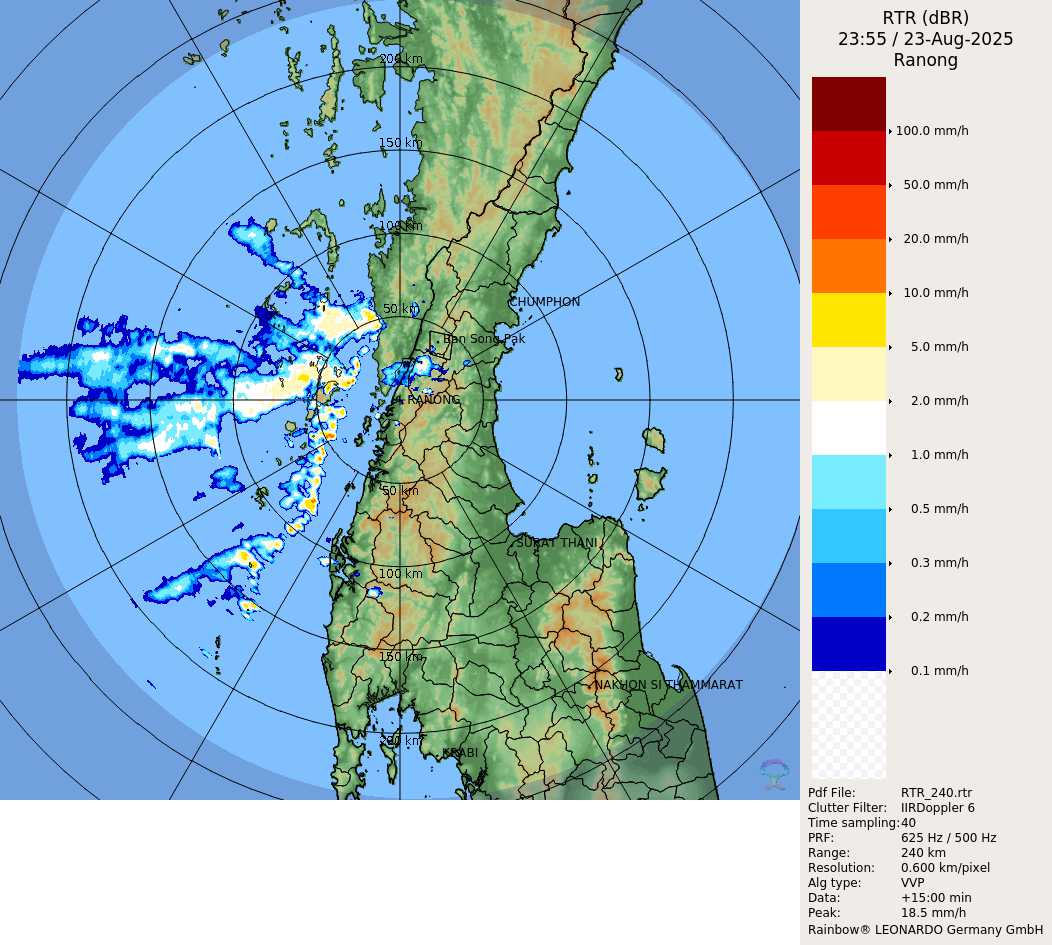 RTR (dBR)
23:55 / 23-Aug-2025
Ranong
100.0 mm/h
50.0 mm/h
20.0 mm/h
10.0 mm/h
5.0 mm/h
2.0 mm/h
1.0 mm/h
0.5 mm/h
0.3 mm/h
0.2 mm/h
0.1 mm/h
Pdf File: RTR_240.rtr
Clutter Filter: IIRDoppler 6
Time sampling: 40
PRF: 625 Hz / 500 Hz
Range: 240 km
Resolution: 0.600 km/pixel
Alg type: VVP
Data: +15:00 min
Peak: 18.5 mm/h
Rainbow® LEONARDO Germany GmbH
200 km
150 km
100 km
CHUMPHON
50 km
Ban Song Pak
RANONG
50 km
SURAT THANI
100 km
150 km
NAKHON SI THAMMARAT
200 km
KRABI